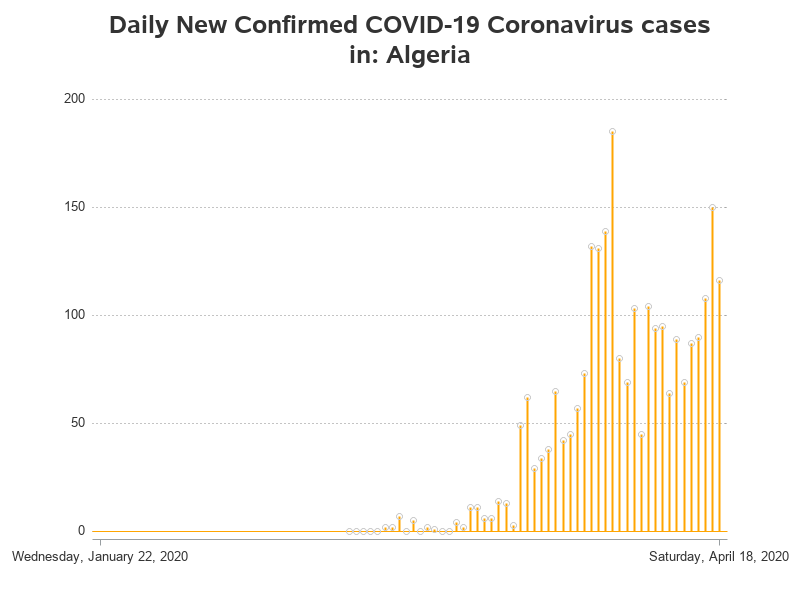 Daily New Confirmed COVID-19 Coronavirus cases
in: Algeria
200
150
100
50
0
Wednesday, January 22, 2020
Saturday, April 18, 2020